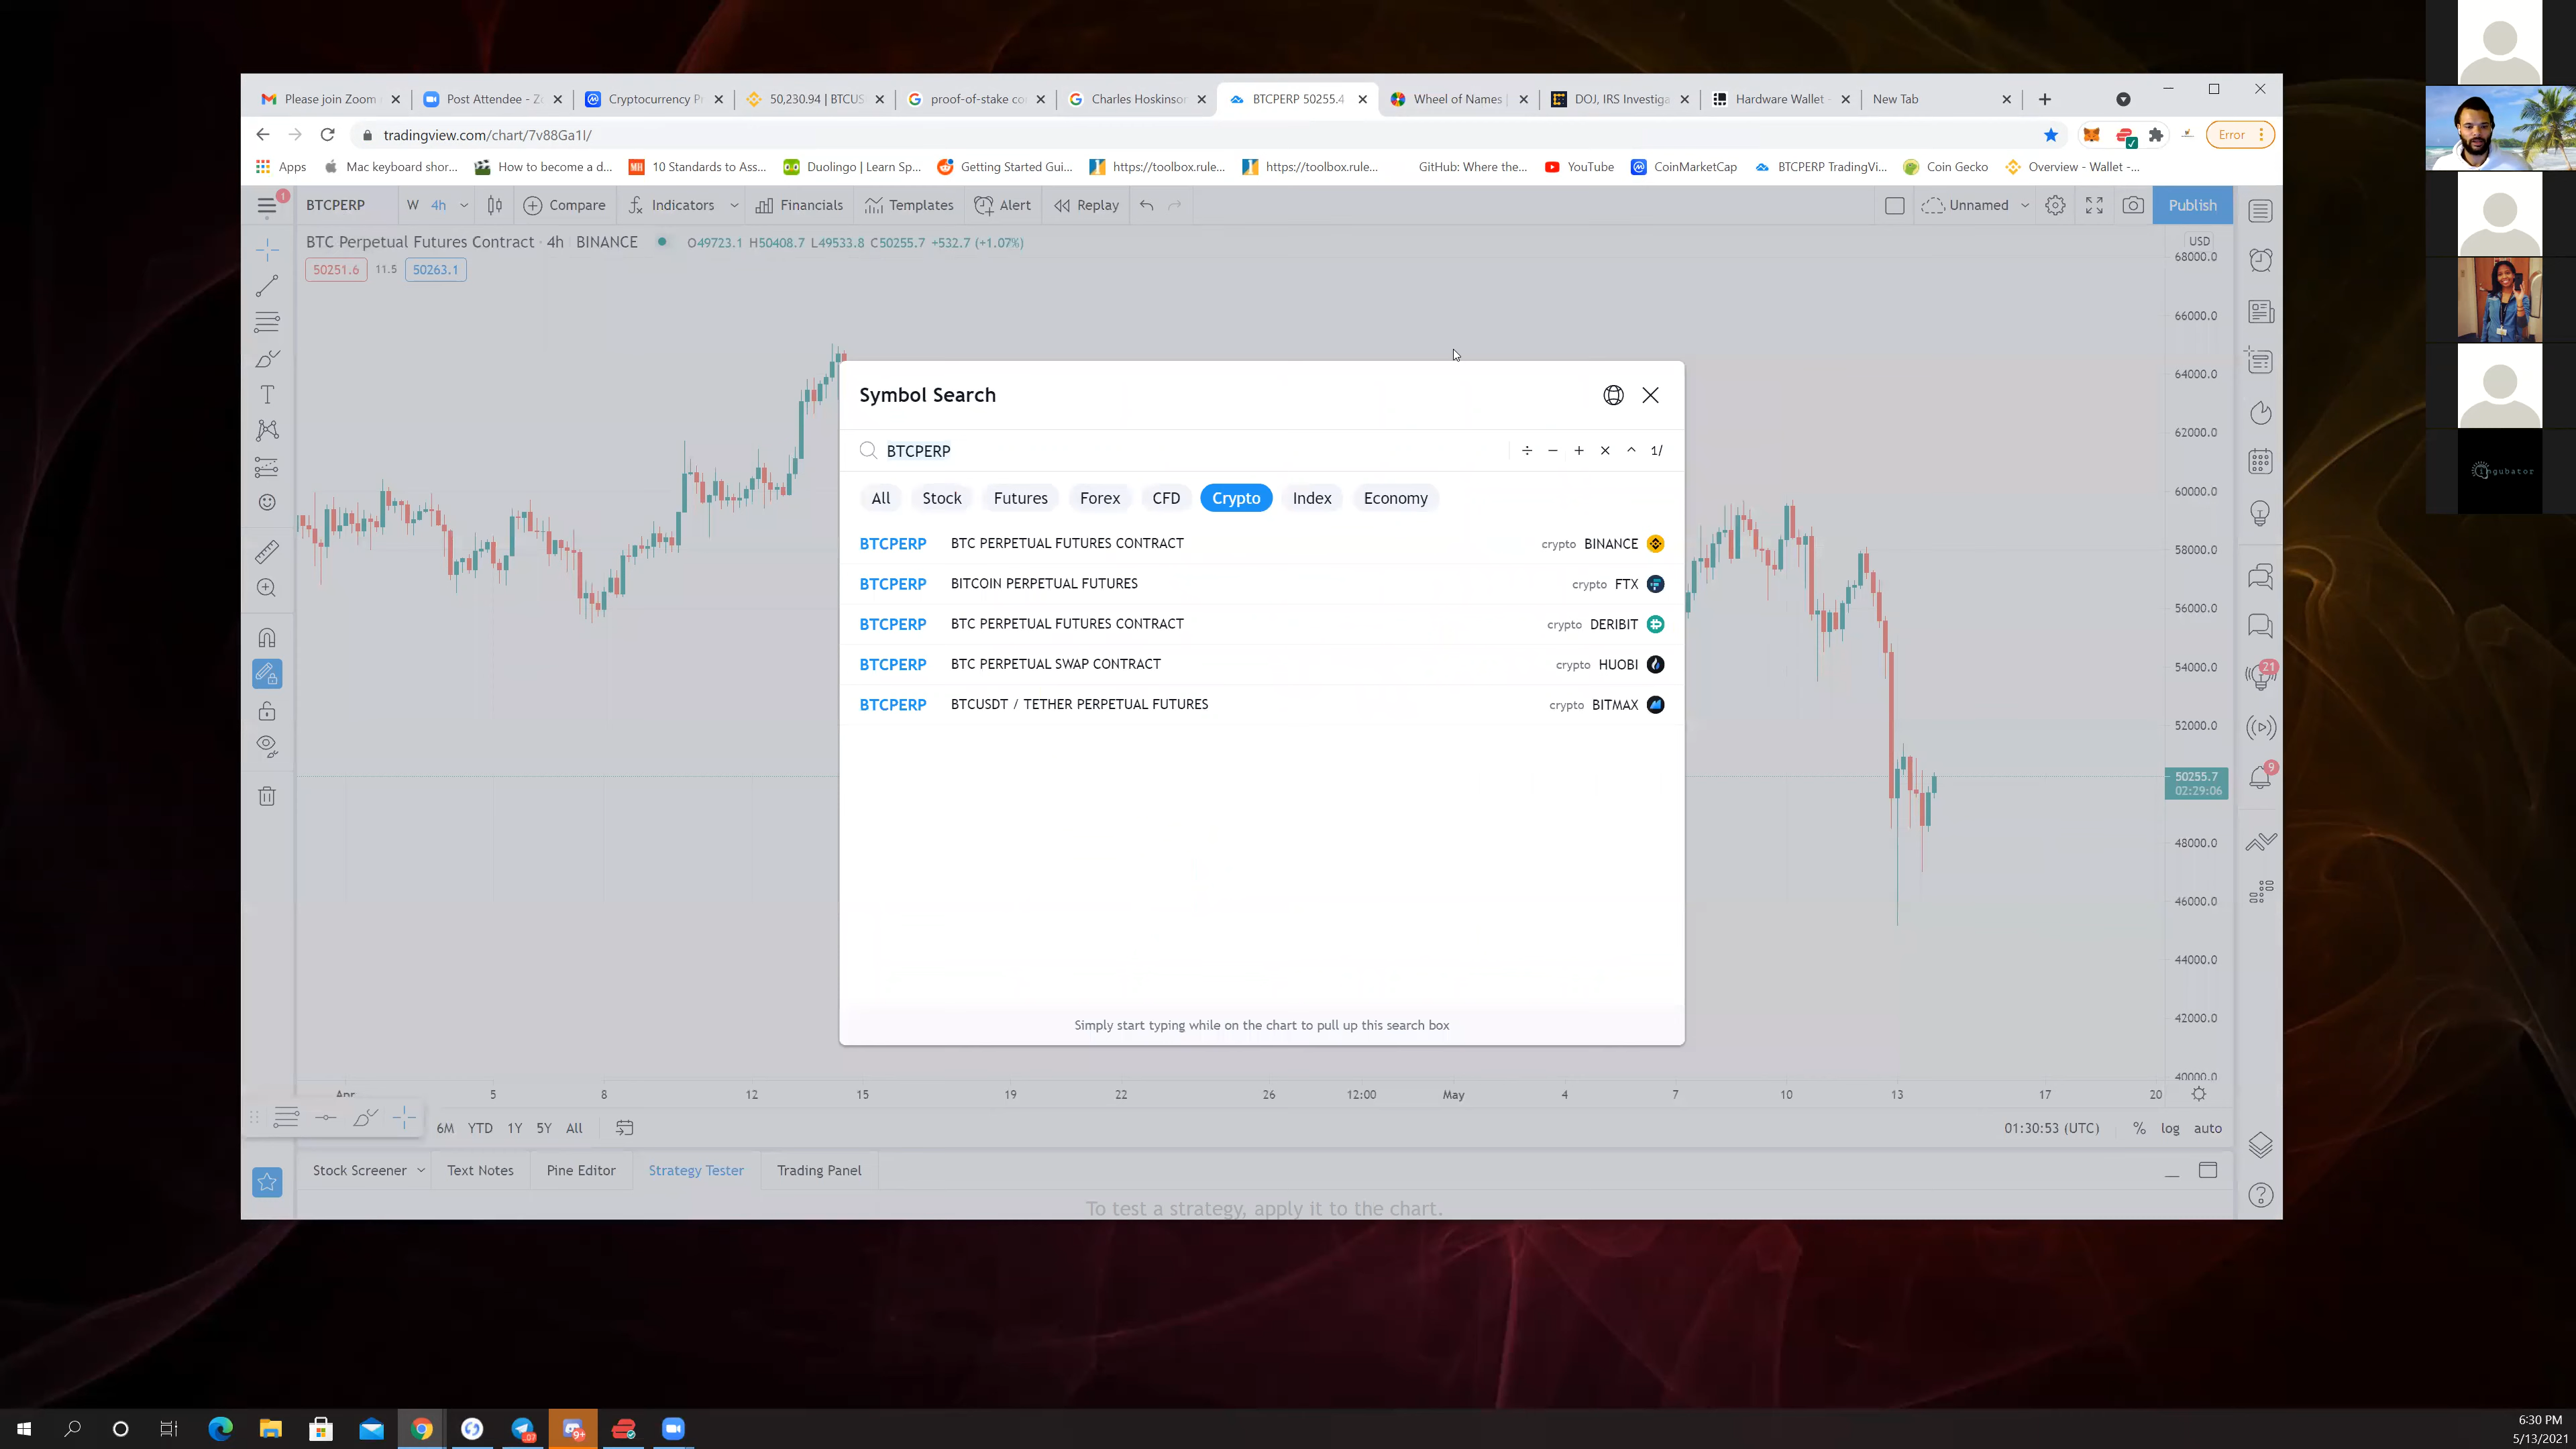 Please join Zoom
Post Attendee - Zo
Cryptocurrency Pr
50,230.94 | BTCUS
proof-of-stake co
Charles Hoskinson
BTCPERP 50255.4
Wheel of Names |
DOJ, IRS Investiga
Hardware Wallet -
New Tab
tradingview.com/chart/7v88Ga1I/
Error
Apps
Mac keyboard shor...
How to become a d...
10 Standards to Ass...
Duolingo | Learn Sp...
Getting Started Gui...
https://toolbox.rule...
https://toolbox.rule...
GitHub: Where the...
YouTube
CoinMarketCap
BTCPERP TradingVi...
Coin Gecko
Overview - Wallet -...
1
BTCPERP
W
4h
Compare
Indicators
Financials
Templates
Alert
Replay
Unnamed
Publish
BTC Perpetual Futures Contract · 4h BINANCE
O49723.1 H50408.7 L49533.8 C50255.7 +532.7 (+1.07%)
50251.6 11.5 50263.1
USD
68000.0
66000.0
64000.0
62000.0
60000.0
58000.0
56000.0
54000.0
52000.0
50255.7
02:29:06
48000.0
46000.0
44000.0
42000.0
40000.0
21
9
Symbol Search
BTCPERP
÷ − + × ^ 1/
All
Stock
Futures
Forex
CFD
Crypto
Index
Economy
BTCPERP BTC PERPETUAL FUTURES CONTRACT crypto BINANCE
BTCPERP BITCOIN PERPETUAL FUTURES crypto FTX
BTCPERP BTC PERPETUAL FUTURES CONTRACT crypto DERIBIT
BTCPERP BTC PERPETUAL SWAP CONTRACT crypto HUOBI
BTCPERP BTCUSDT / TETHER PERPETUAL FUTURES crypto BITMAX
Simply start typing while on the chart to pull up this search box
Apr 5 8 12 15 19 22 26 12:00 May 4 7 10 13 17 20
6M YTD 1Y 5Y All
01:30:53 (UTC) % log auto
Stock Screener
Text Notes
Pine Editor
Strategy Tester
Trading Panel
To test a strategy, apply it to the chart.
ingubator
9+
6:30 PM
5/13/2021